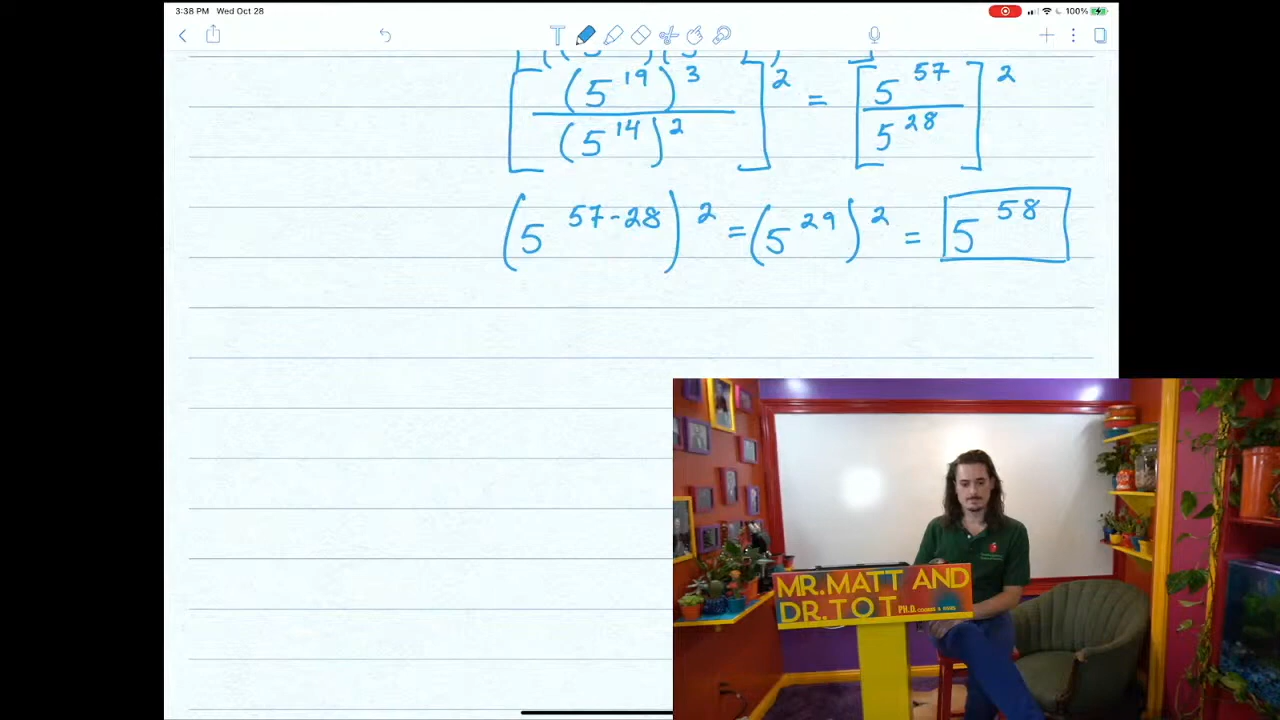 3:38 PM Wed Oct 28
100%
[ (5^19)^3 / (5^14)^2 ]^2 = [ 5^57 / 5^28 ]^2
(5^57-28)^2 = (5^29)^2 = 5^58
MR.MATT AND
DR.TOT PH.D.